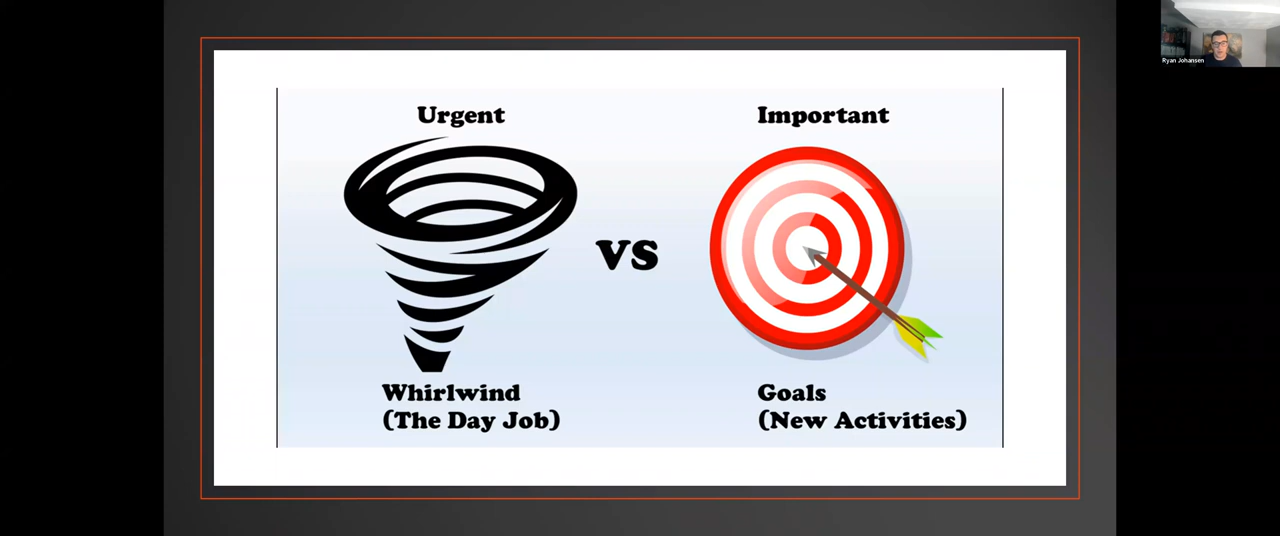 Urgent
Important
vs
Whirlwind
(The Day Job)
Goals
(New Activities)
Ryan Johansen